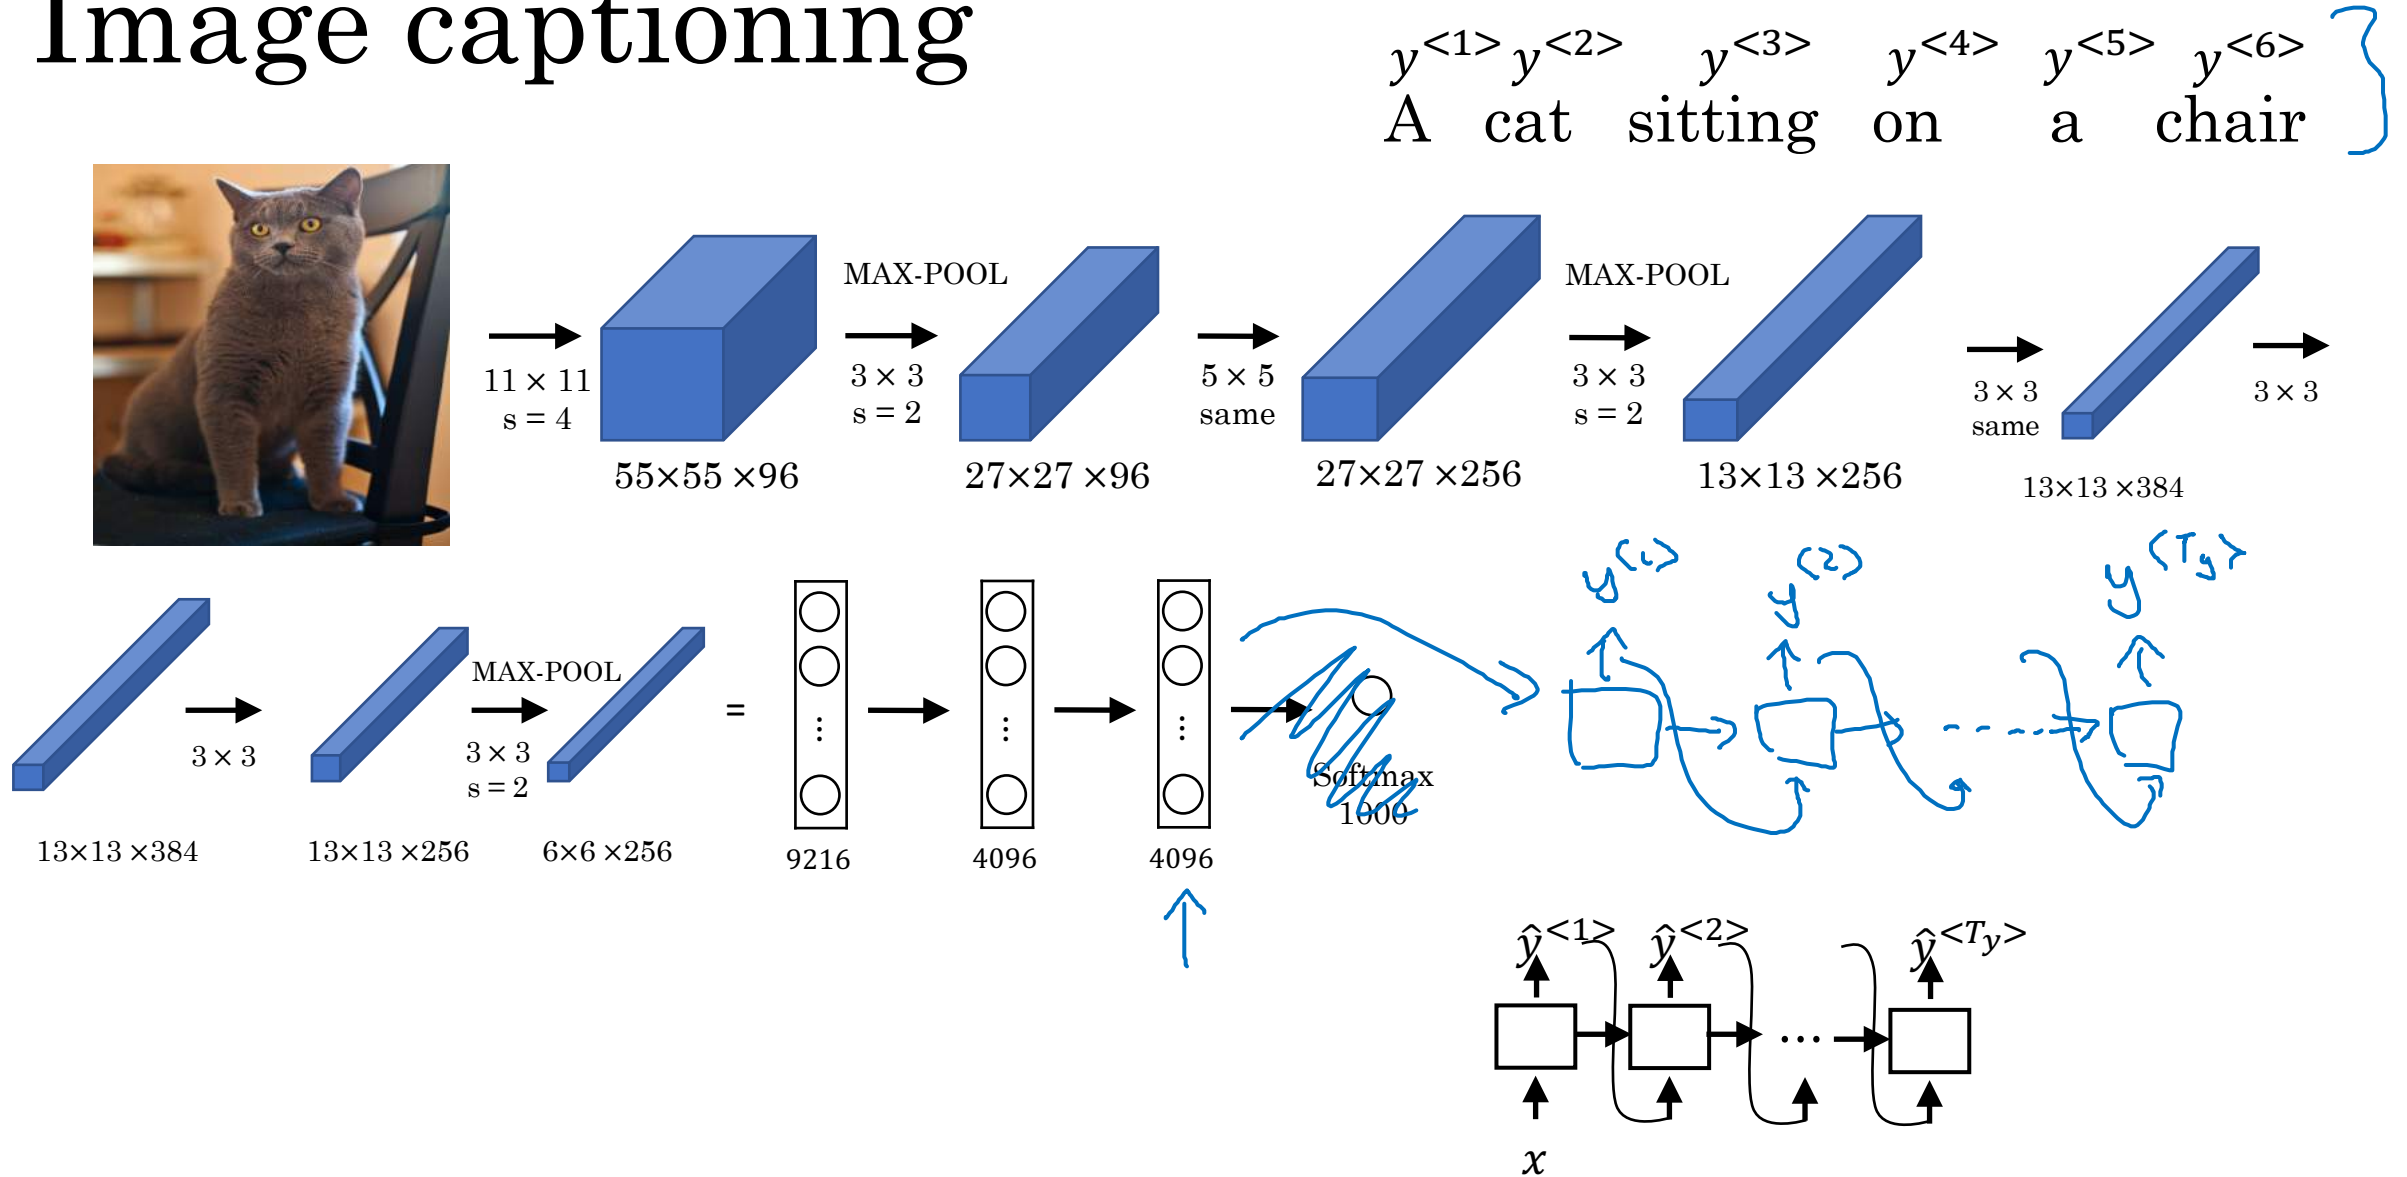 Image captioning
y<1> y<2> y<3> y<4> y<5> y<6>
A cat sitting on a chair
MAX-POOL MAX-POOL
11 × 11 3 × 3 5 × 5 3 × 3 3 × 3 3 × 3
s = 4 s = 2 same s = 2 same
55×55 ×96 27×27 ×96 27×27 ×256 13×13 ×256 13×13 ×384
y<1> y<2> y<Ty>
MAX-POOL
=
3 × 3 3 × 3
s = 2
Softmax
1000
13×13 ×384 13×13 ×256 6×6 ×256 9216 4096 4096
ŷ<1> ŷ<2> ŷ<Ty>
...
x